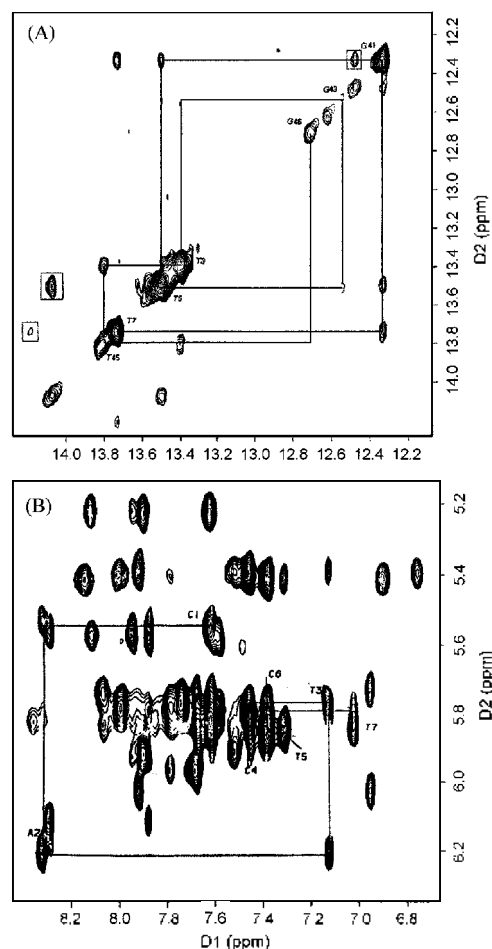 (A)
G41
G43
G46
T3
T5
T7
T45
12.2
12.4
12.6
12.8
13.0
13.2
13.4
13.6
13.8
14.0
D2 (ppm)
14.0 13.8 13.6 13.4 13.2 13.0 12.8 12.6 12.4 12.2
D1 (ppm)
(B)
C1
C6
T3
T7
T5
C4
A2
5.2
5.4
5.6
5.8
6.0
6.2
D2 (ppm)
8.2 8.0 7.8 7.6 7.4 7.2 7.0 6.8
D1 (ppm)